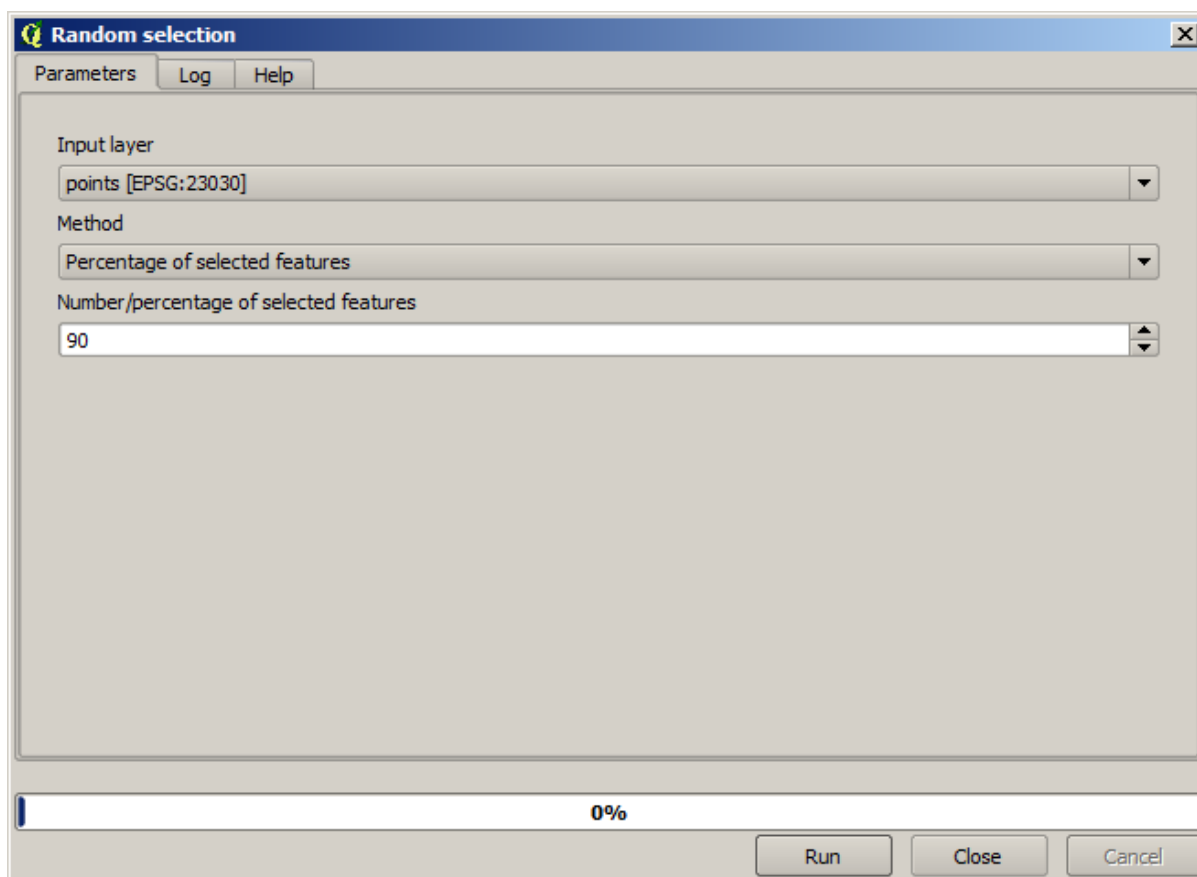 Random selection
Parameters Log Help
Input layer
points [EPSG:23030]
Method
Percentage of selected features
Number/percentage of selected features
90
0%
Run Close Cancel